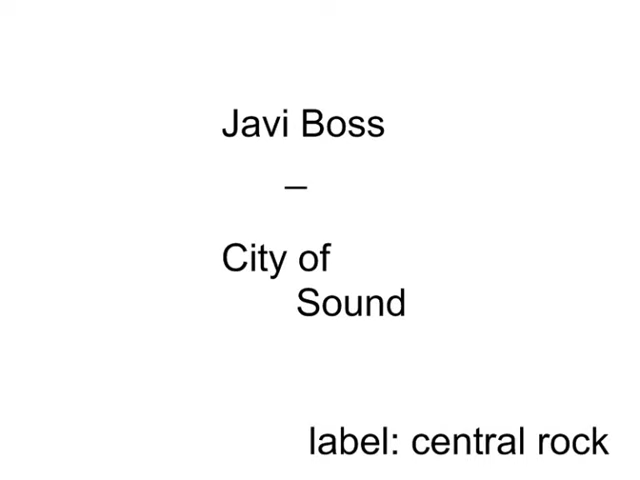 Javi Boss
–
City of
Sound
label: central rock